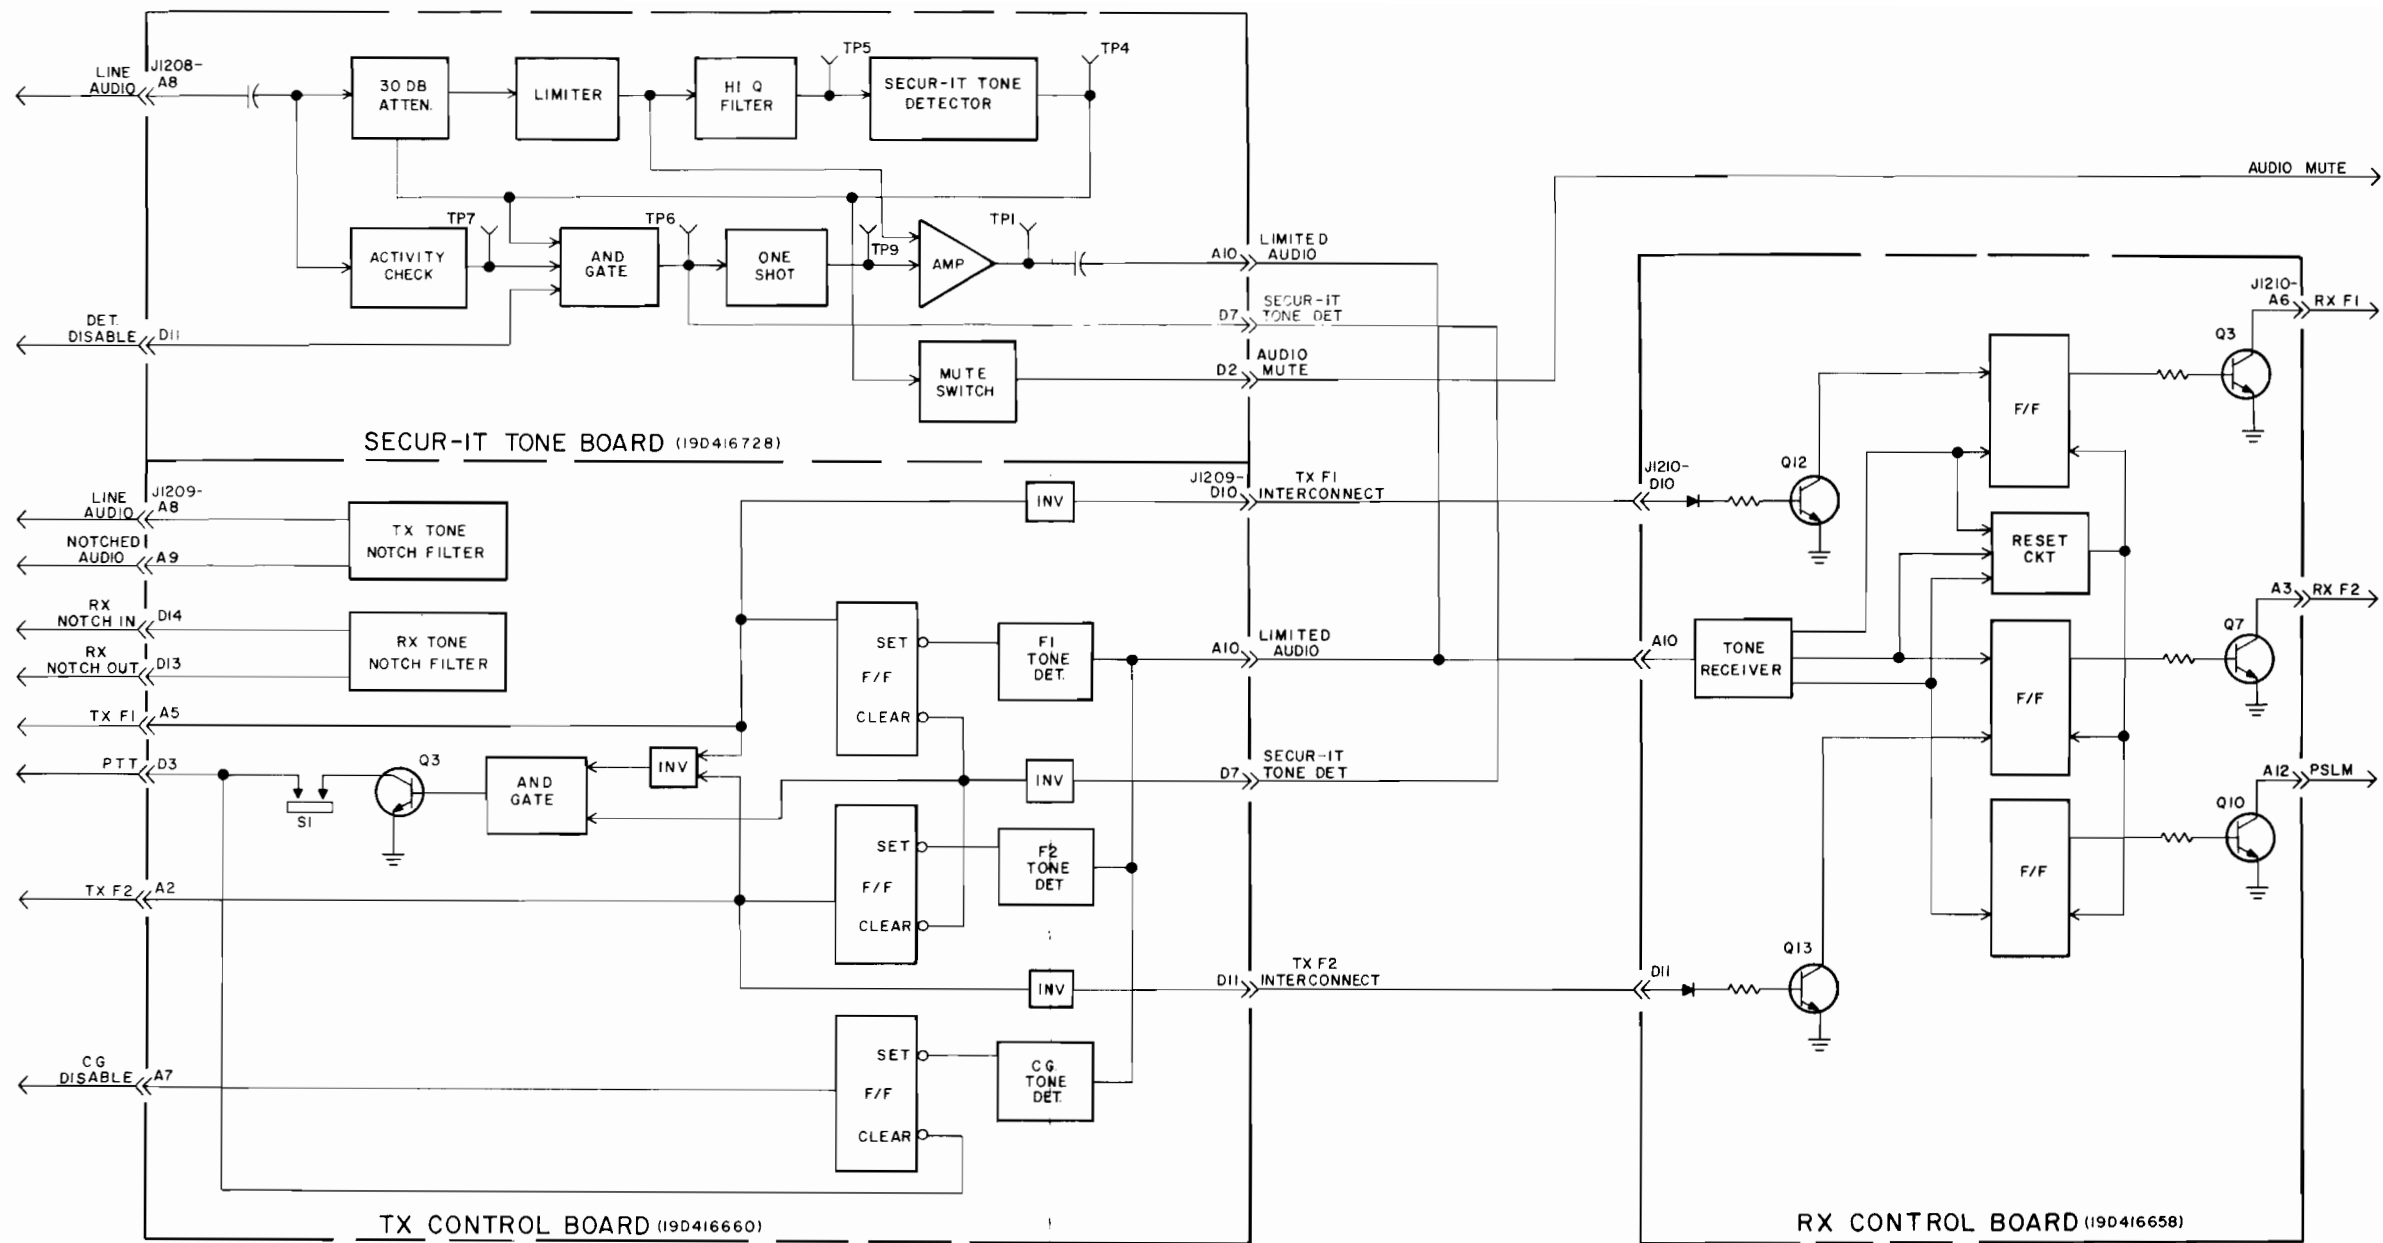 LINE
AUDIO
J1208-
A8
30 DB
ATTEN.
LIMITER
HI Q
FILTER
TP5
SECUR-IT TONE
DETECTOR
TP4
AUDIO MUTE
ACTIVITY
CHECK
TP7
AND
GATE
TP6
ONE
SHOT
TP9
AMP
TP1
A10
LIMITED
AUDIO
DET.
DISABLE
D11
D7
SECUR-IT
TONE DET
MUTE
SWITCH
D2
AUDIO
MUTE
SECUR-IT TONE BOARD (19D416728)
LINE
AUDIO
J1209-
A8
NOTCHED
AUDIO
A9
TX TONE
NOTCH FILTER
RX
NOTCH IN
D14
RX
NOTCH OUT
D13
RX TONE
NOTCH FILTER
TX F1
A5
PTT
D3
S1
Q3
AND
GATE
INV
TX F2
A2
CG
DISABLE
A7
INV
J1209-
D10
TX F1
INTERCONNECT
SET
F/F
CLEAR
F1
TONE
DET.
A10
LIMITED
AUDIO
INV
D7
SECUR-IT
TONE DET
SET
F/F
CLEAR
F2
TONE
DET
INV
D11
TX F2
INTERCONNECT
SET
F/F
CLEAR
CG.
TONE
DET.
TX CONTROL BOARD (19D416660)
J1210-
D10
Q12
F/F
Q3
J1210-
A6
RX F1
RESET
CKT
A10
TONE
RECEIVER
F/F
Q7
A3
RX F2
F/F
Q10
A12
PSLM
D11
Q13
RX CONTROL BOARD (19D416658)